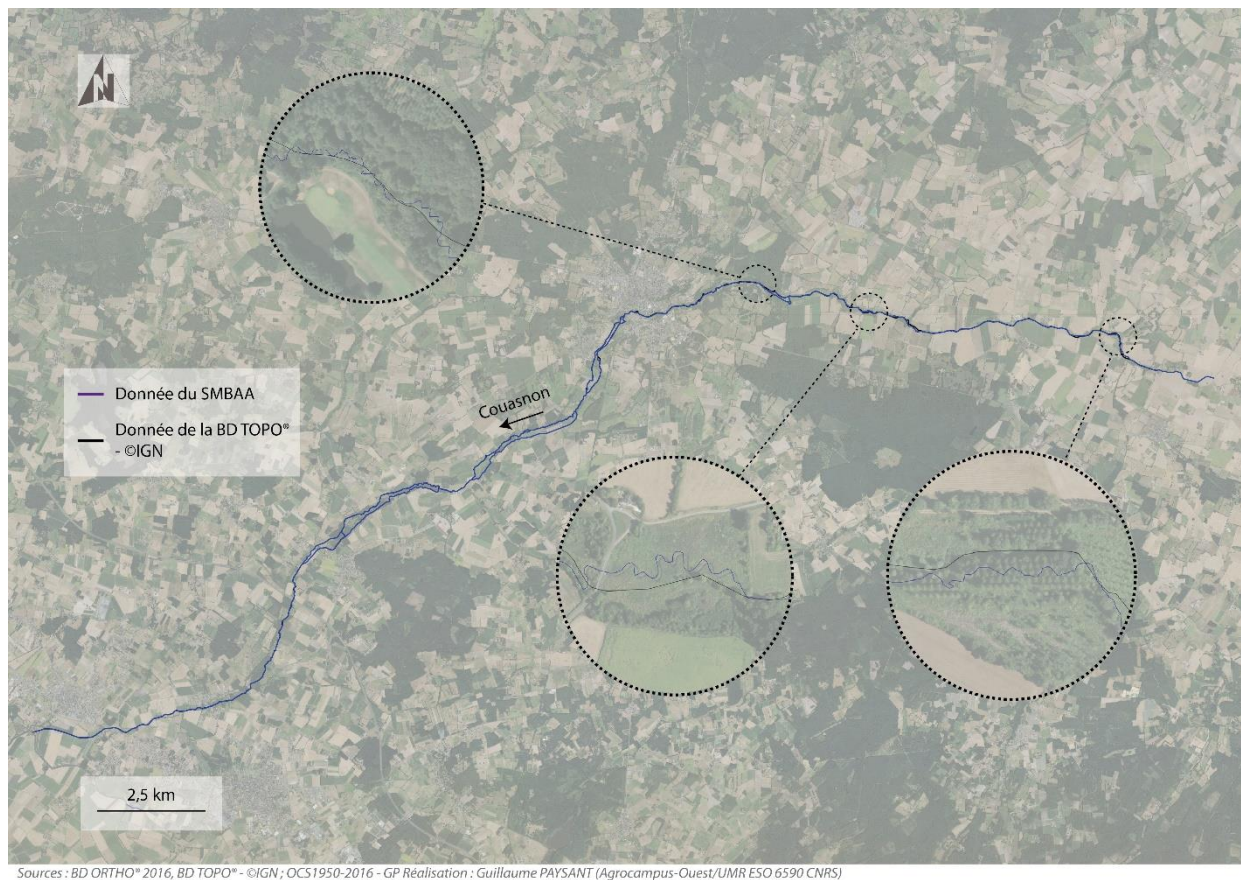 N
Donnée du SMBAA
Donnée de la BD TOPO®
- ©IGN
Couasnon
2,5 km
Sources : BD ORTHO® 2016, BD TOPO® - ©IGN ; OCS1950-2016 - GP Réalisation : Guillaume PAYSANT (Agrocampus-Ouest/UMR ESO 6590 CNRS)